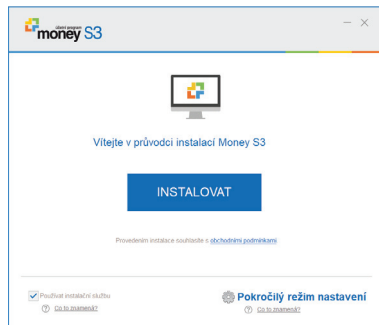 účetní program
money S3
Vítejte v průvodci instalací Money S3
INSTALOVAT
Provedením instalace souhlasíte s obchodními podmínkami
Používat instalační službu
Co to znamená?
Pokročilý režim nastavení
Co to znamená?